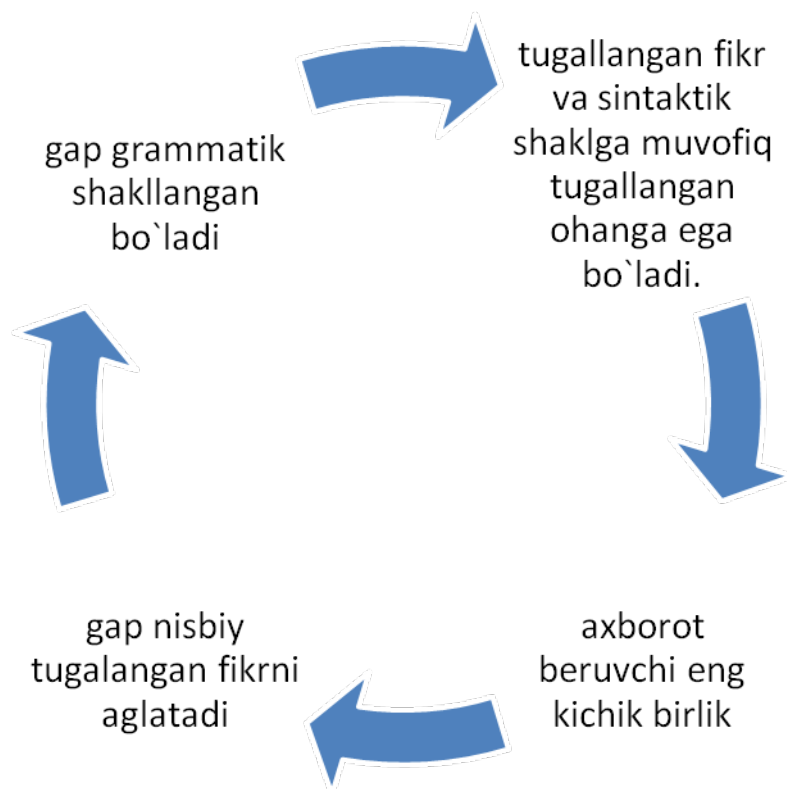 gap grammatik
shakllangan
bo`ladi
tugallangan fikr
va sintaktik
shaklga muvofiq
tugallangan
ohanga ega
bo`ladi.
axborot
beruvchi eng
kichik birlik
gap nisbiy
tugalangan fikrni
aglatadi